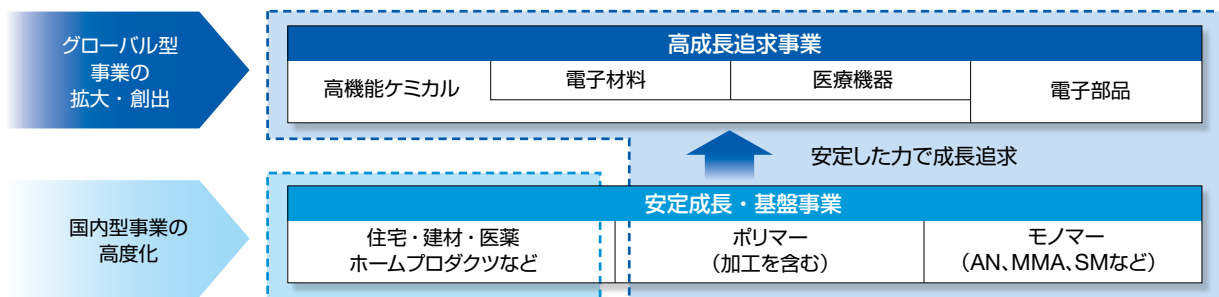 グローバル型
事業の
拡大・創出
高成長追求事業
高機能ケミカル
電子材料
医療機器
電子部品
安定した力で成長追求
国内型事業の
高度化
安定成長・基盤事業
住宅・建材・医薬
ホームプロダクツなど
ポリマー
(加工を含む)
モノマー
(AN、MMA、SMなど)